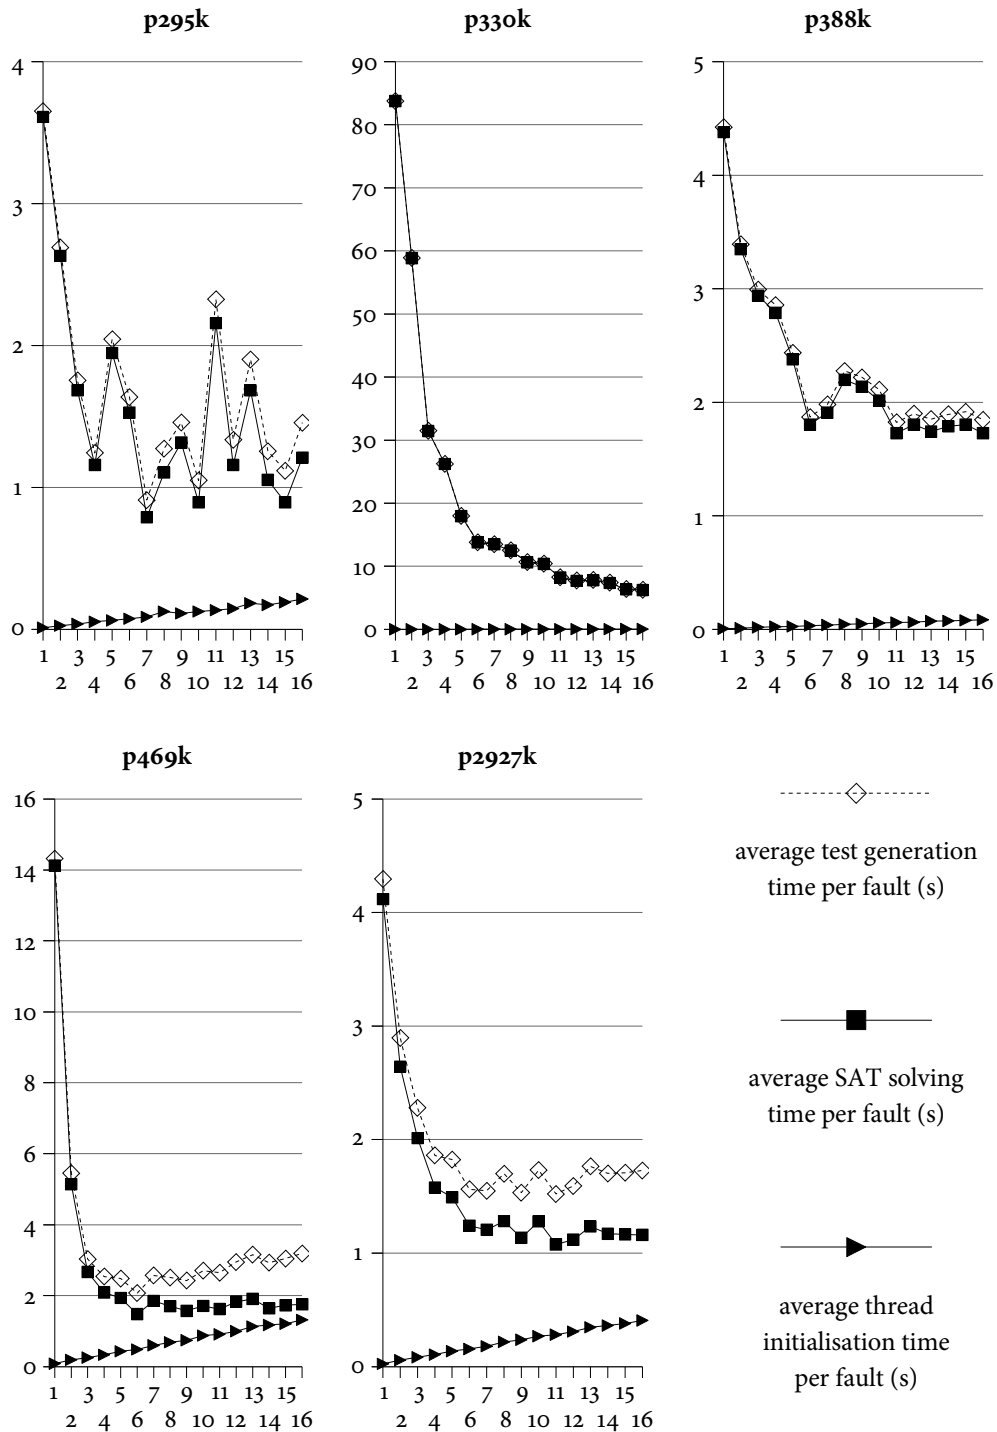 p295k
p330k
p388k
4
3
2
1
0
1 3 5 7 9 11 13 15
2 4 6 8 10 12 14 16
90
80
70
60
50
40
30
20
10
0
1 3 5 7 9 11 13 15
2 4 6 8 10 12 14 16
5
4
3
2
1
0
1 3 5 7 9 11 13 15
2 4 6 8 10 12 14 16
p469k
p2927k
16
14
12
10
8
6
4
2
0
1 3 5 7 9 11 13 15
2 4 6 8 10 12 14 16
5
4
3
2
1
0
1 3 5 7 9 11 13 15
2 4 6 8 10 12 14 16
average test generation
time per fault (s)
average SAT solving
time per fault (s)
average thread
initialisation time
per fault (s)